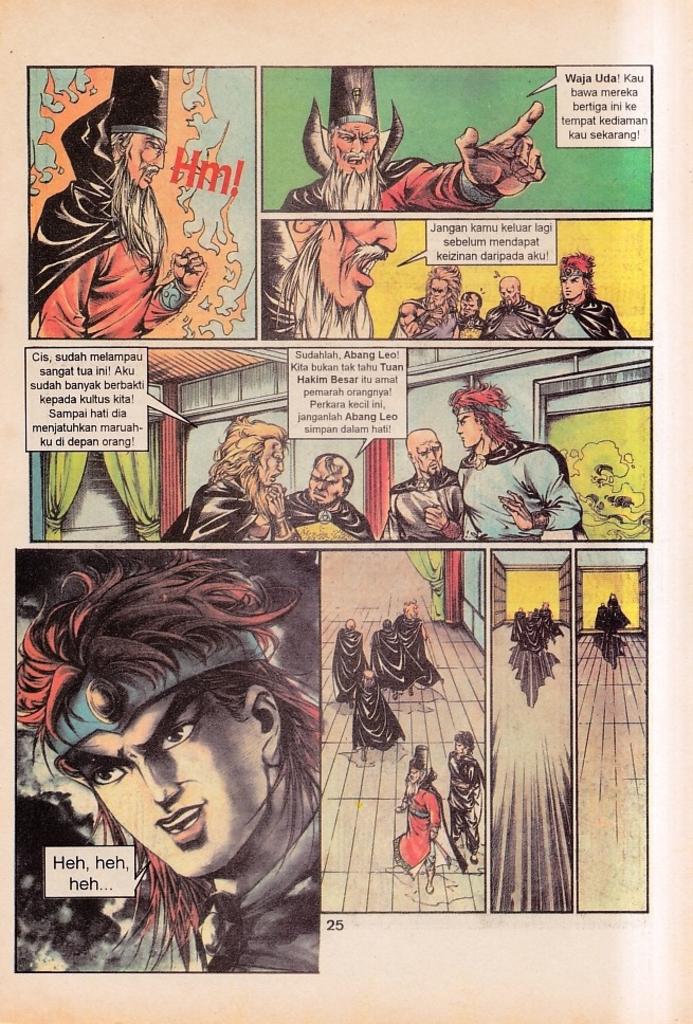 Hm!
Waja Uda! Kau
bawa mereka
bertiga ini ke
tempat kediaman
kau sekarang!
Jangan kamu keluar lagi
sebelum mendapat
keizinan daripada aku!
Cis, sudah melampau
sangat tua ini! Aku
sudah banyak berbakti
kepada kultus kita!
Sampai hati dia
menjatuhkan maruah-
ku di depan orang!
Sudahlah, Abang Leo!
Kita bukan tak tahu Tuan
Hakim Besar itu amat
pemarah orangnya!
Perkara kecil ini,
janganlah Abang Leo
simpan dalam hati!
Heh, heh,
heh...
25